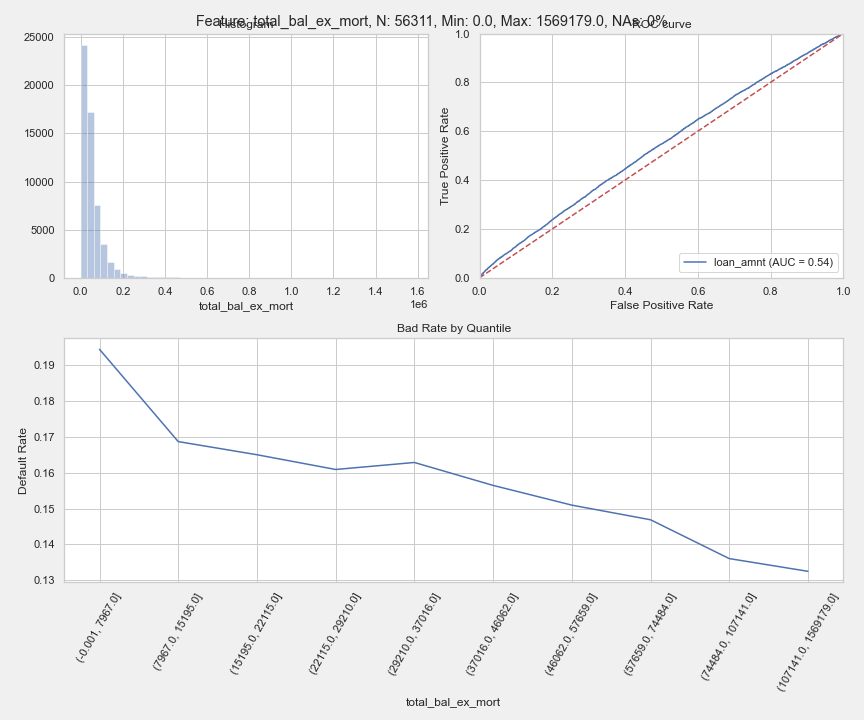 Feature: total_bal_ex_mort, N: 56311, Min: 0.0, Max: 1569179.0, NAs: 0%
Histogram
ROC curve
25000
20000
15000
10000
5000
0
0.0 0.2 0.4 0.6 0.8 1.0 1.2 1.4 1.6
1e6
total_bal_ex_mort
True Positive Rate
1.0
0.8
0.6
0.4
0.2
0.0
loan_amnt (AUC = 0.54)
0.0 0.2 0.4 0.6 0.8 1.0
False Positive Rate
Bad Rate by Quantile
Default Rate
0.19
0.18
0.17
0.16
0.15
0.14
0.13
(-0.001, 7967.0]
(7967.0, 15195.0]
(15195.0, 22115.0]
(22115.0, 29210.0]
(29210.0, 37016.0]
(37016.0, 46062.0]
(46062.0, 57659.0]
(57659.0, 74484.0]
(74484.0, 107141.0]
(107141.0, 1569179.0]
total_bal_ex_mort